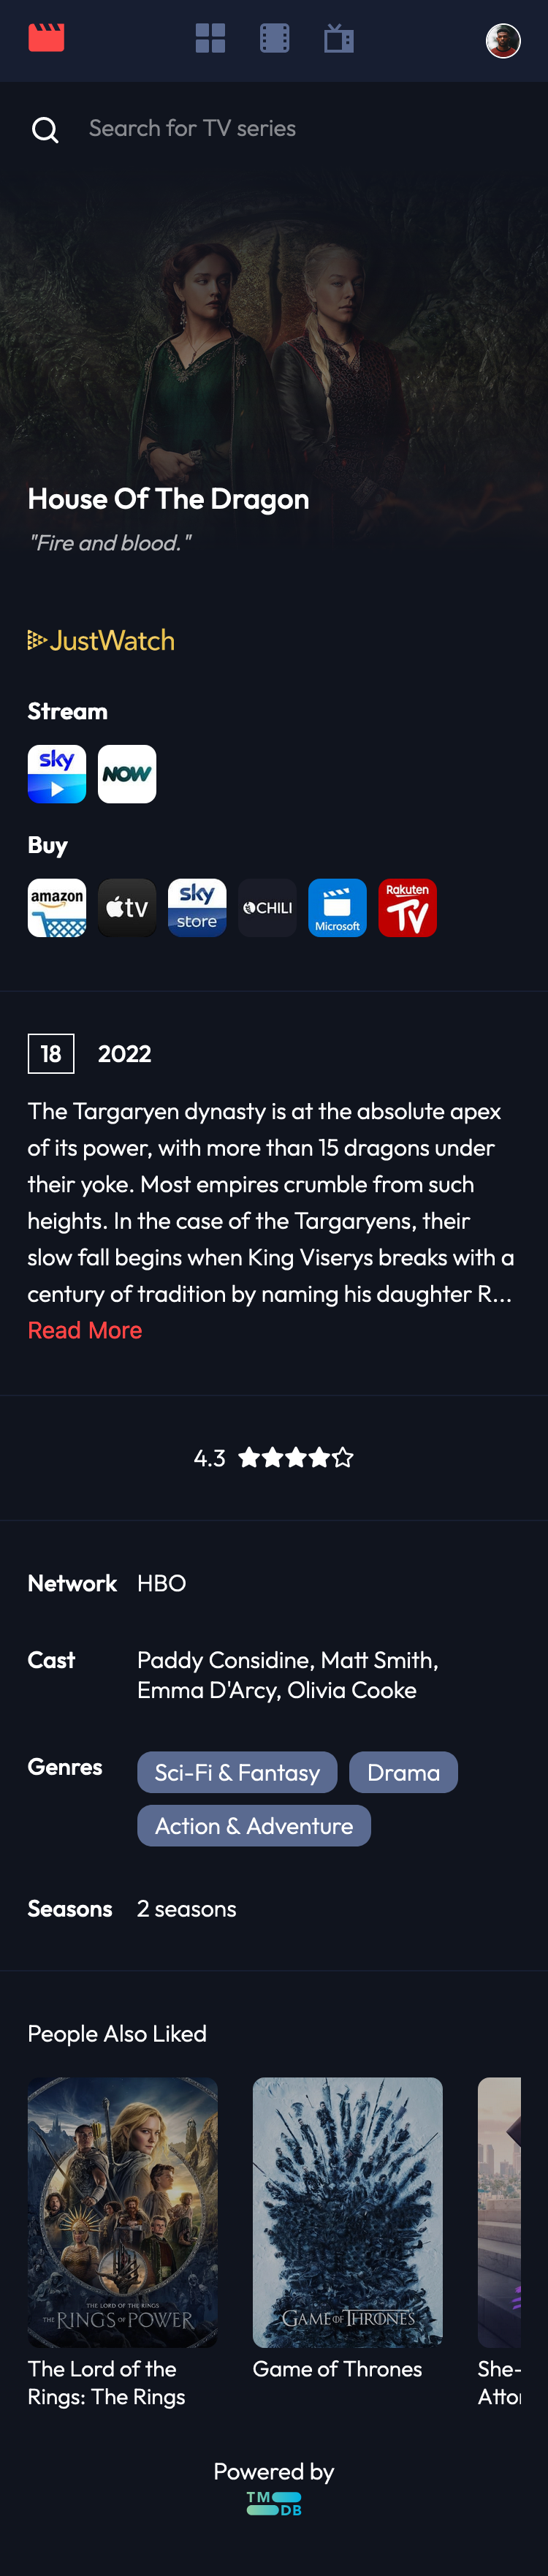 Search for TV series
House Of The Dragon
"Fire and blood."
JustWatch
Stream
sky
NOW
Buy
amazon
tv
sky
store
CHILI
Microsoft
Rakuten
TV
18 2022
The Targaryen dynasty is at the absolute apex
of its power, with more than 15 dragons under
their yoke. Most empires crumble from such
heights. In the case of the Targaryens, their
slow fall begins when King Viserys breaks with a
century of tradition by naming his daughter R...
Read More
4.3
Network HBO
Cast Paddy Considine, Matt Smith,
Emma D'Arcy, Olivia Cooke
Genres Sci-Fi & Fantasy Drama
Action & Adventure
Seasons 2 seasons
People Also Liked
THE LORD OF THE RINGS
THE RINGS OF POWER
GAME OF THRONES
The Lord of the
Rings: The Rings
Game of Thrones
She-
Attor
Powered by
TM
DB